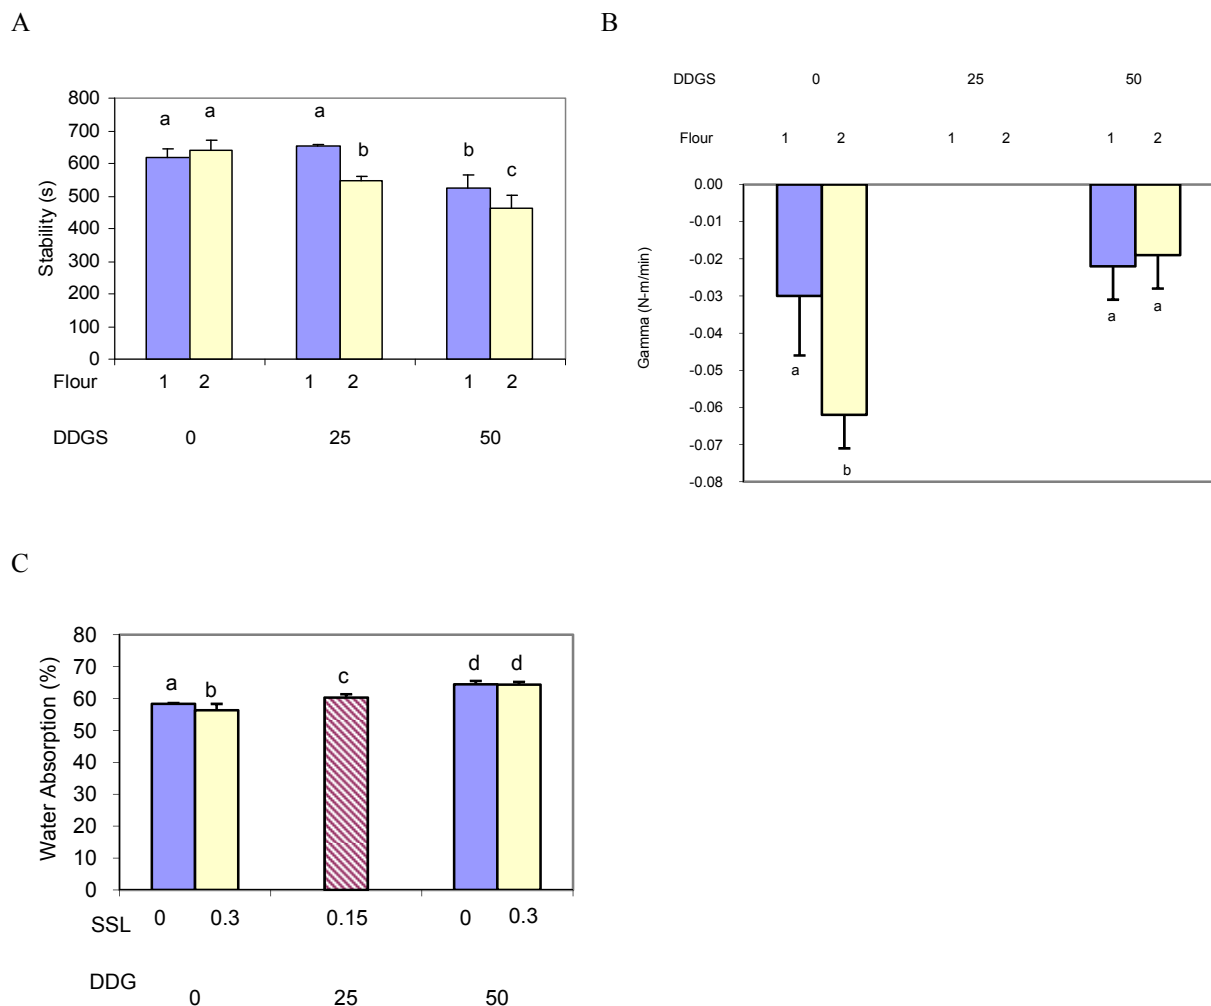 A
800
700
600
500
400
300
200
100
0
Stability (s)
a a a b b c
Flour 1 2 1 2 1 2
DDGS 0 25 50
B
DDGS 0 25 50
Flour 1 2 1 2 1 2
0.00
-0.01
-0.02
-0.03
-0.04
-0.05
-0.06
-0.07
-0.08
Gamma (N-m/min)
a b a a
C
80
70
60
50
40
30
20
10
0
Water Absorption (%)
a b c d d
SSL 0 0.3 0.15 0 0.3
DDG 0 25 50